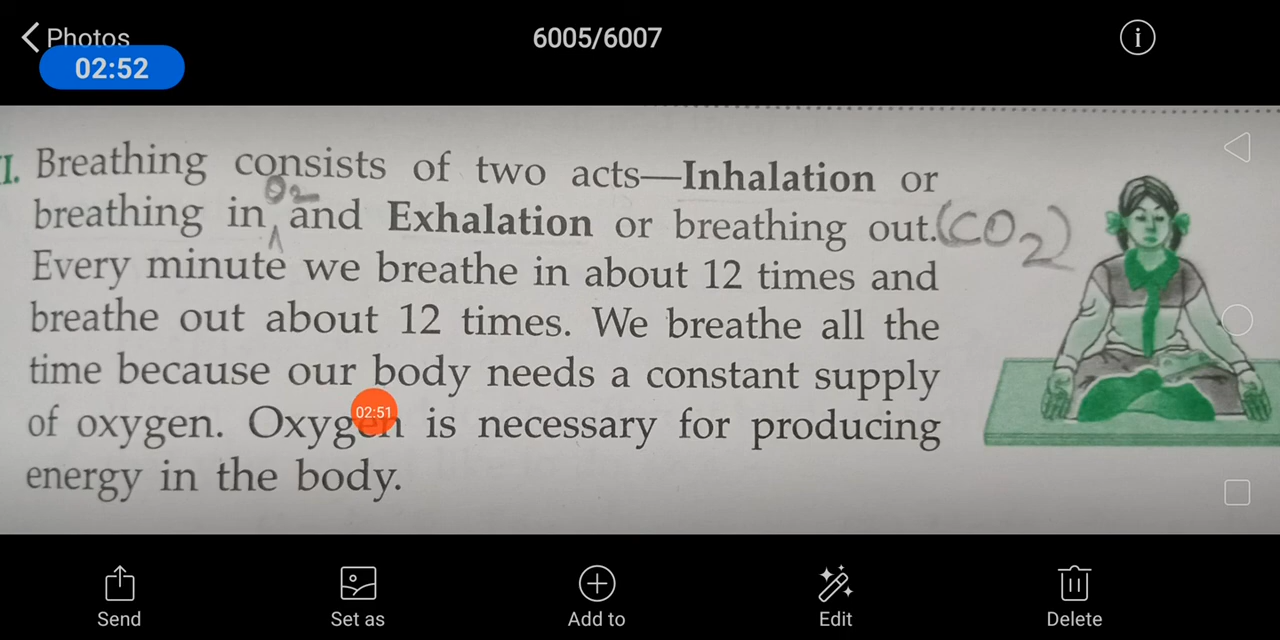 Photos
6005/6007
i
02:52
I. Breathing consists of two acts—Inhalation or
O2
breathing in, and Exhalation or breathing out. (CO2)
Every minute we breathe in about 12 times and
breathe out about 12 times. We breathe all the
time because our body needs a constant supply
of oxygen. Oxygen is necessary for producing
02:51
energy in the body.
Send
Set as
Add to
Edit
Delete